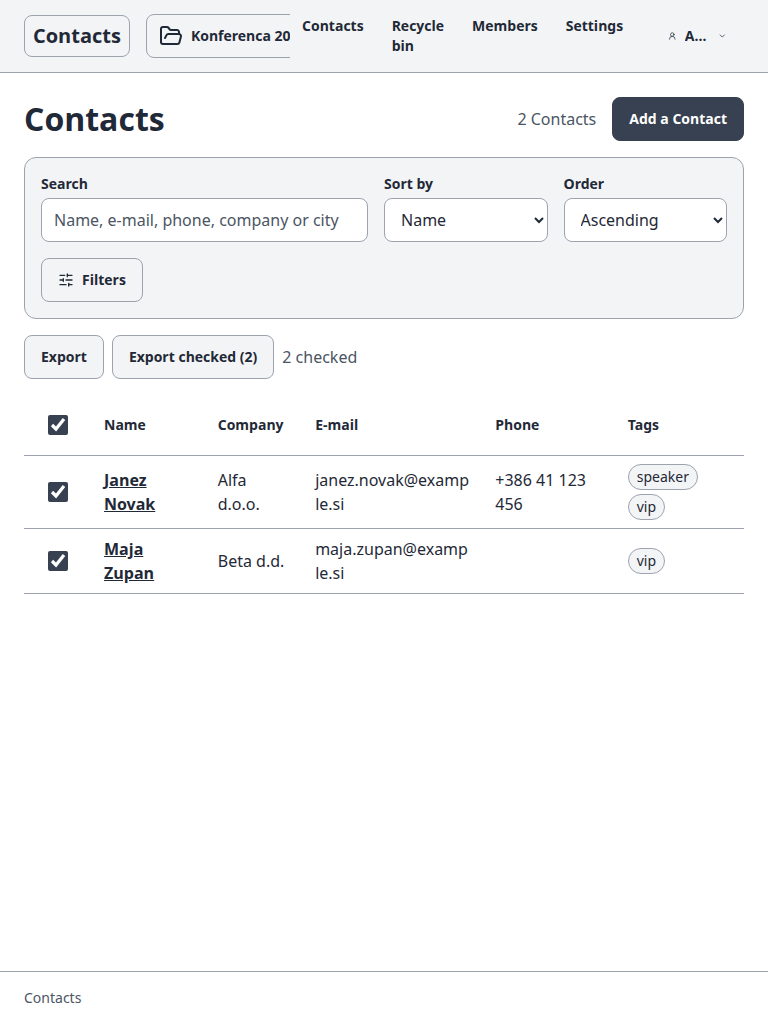 Contacts
Konferenca 20
Contacts
Recycle
bin
Members
Settings
A...
Contacts
2 Contacts
Add a Contact
Search
Sort by
Order
Name, e-mail, phone, company or city
Name
Ascending
Filters
Export
Export checked (2)
2 checked
Name
Company
E-mail
Phone
Tags
Janez
Novak
Alfa
d.o.o.
janez.novak@examp
le.si
+386 41 123
456
speaker
vip
Maja
Zupan
Beta d.d.
maja.zupan@examp
le.si
vip
Contacts